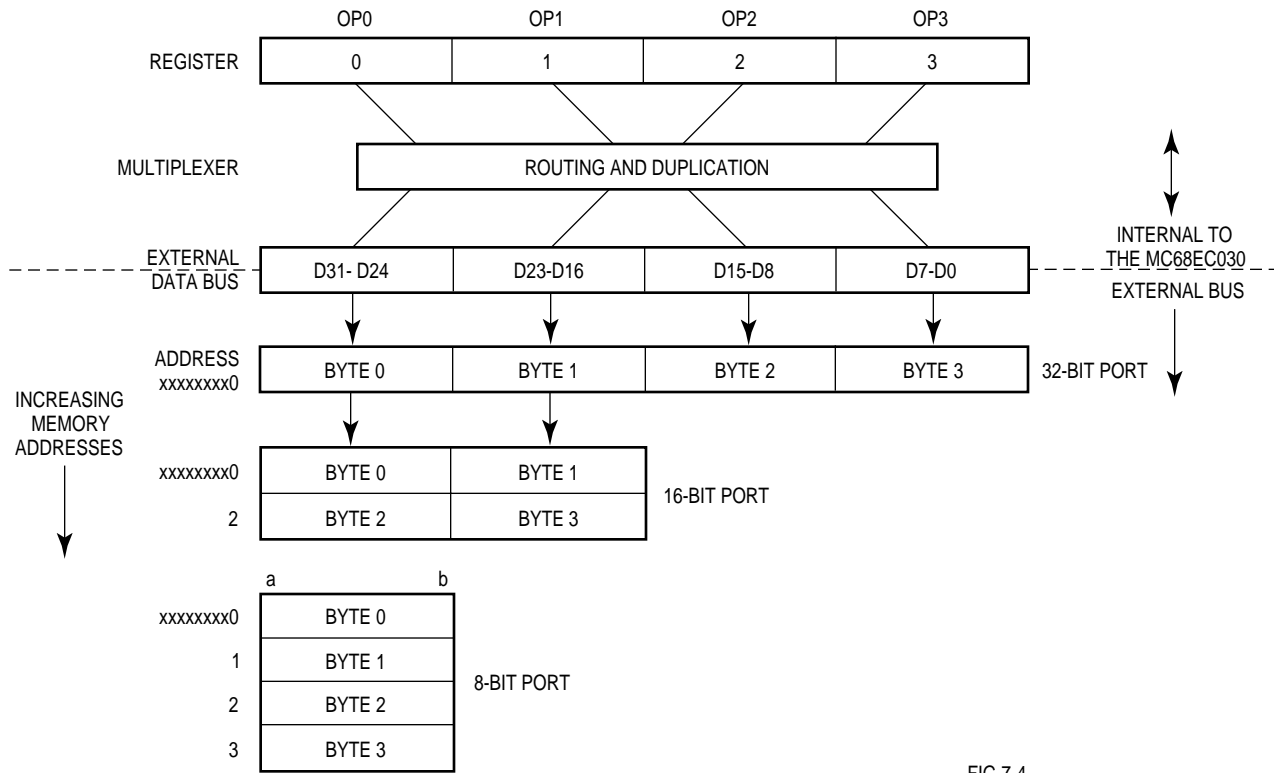 OP0 OP1 OP2 OP3
REGISTER 0 1 2 3
MULTIPLEXER ROUTING AND DUPLICATION
INTERNAL TO
THE MC68EC030
EXTERNAL
DATA BUS
D31- D24 D23-D16 D15-D8 D7-D0
EXTERNAL BUS
ADDRESS
xxxxxxxx0
BYTE 0 BYTE 1 BYTE 2 BYTE 3 32-BIT PORT
INCREASING
MEMORY
ADDRESSES
xxxxxxxx0 BYTE 0 BYTE 1
16-BIT PORT
2 BYTE 2 BYTE 3
a b
xxxxxxxx0 BYTE 0
1 BYTE 1
8-BIT PORT
2 BYTE 2
3 BYTE 3